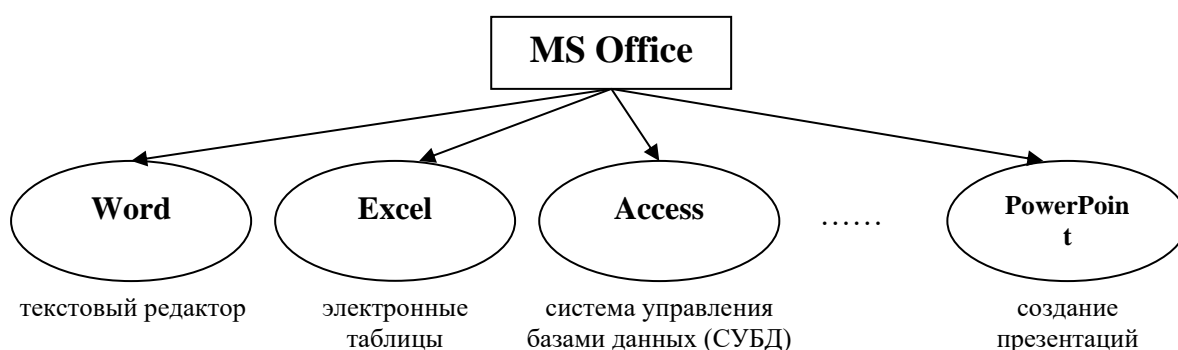 MS Office
Word
Excel
Access
……
PowerPoin
t
текстовый редактор
электронные
таблицы
система управления
базами данных (СУБД)
создание
презентаций